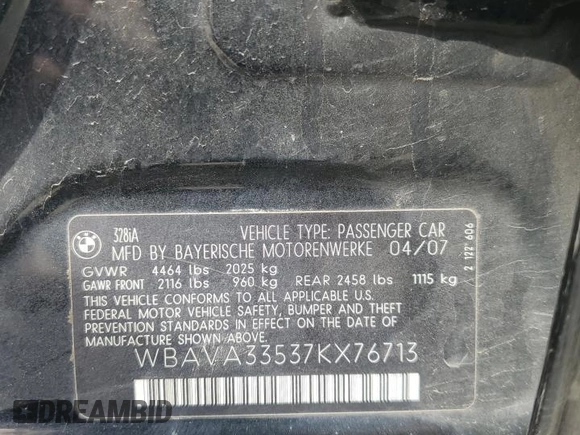 BMW
328iA
VEHICLE TYPE: PASSENGER CAR
MFD BY BAYERISCHE MOTORENWERKE 04/07
GVWR 4464 lbs 2025 kg
GAWR FRONT 2116 lbs 960 kg REAR 2458 lbs 1115 kg
THIS VEHICLE CONFORMS TO ALL APPLICABLE U.S.
FEDERAL MOTOR VEHICLE SAFETY, BUMPER AND THEFT
PREVENTION STANDARDS IN EFFECT ON THE DATE OF
MANUFACTURE SHOWN ABOVE.
WBAVA33537KX76713
2 122 606
DREAMBID